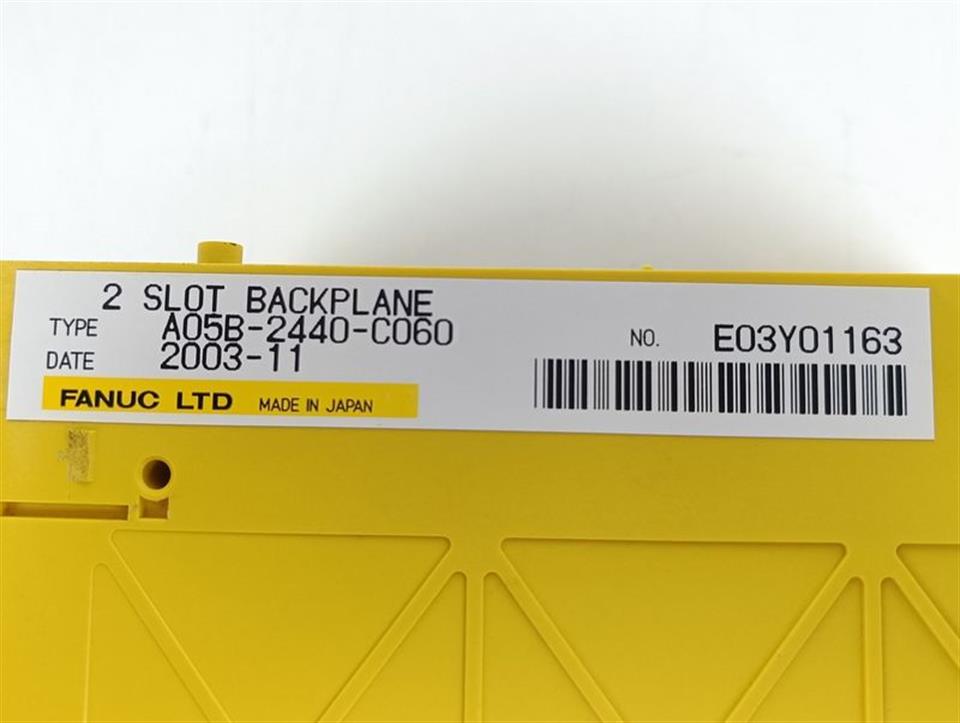 2 SLOT BACKPLANE
TYPE A05B-2440-C060
NO. E03Y01163
DATE 2003-11
FANUC LTD MADE IN JAPAN